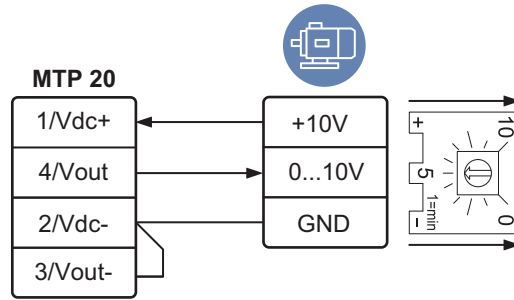 MTP 20
1/Vdc+
4/Vout
2/Vdc-
3/Vout-
+10V
0...10V
GND
+
10
5
1=min
-
0